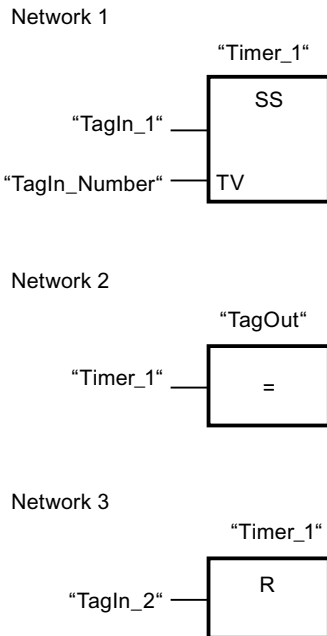 Network 1
“Timer_1“
SS
“TagIn_1“
“TagIn_Number“
TV
Network 2
“TagOut“
“Timer_1“
=
Network 3
“Timer_1“
R
“TagIn_2“